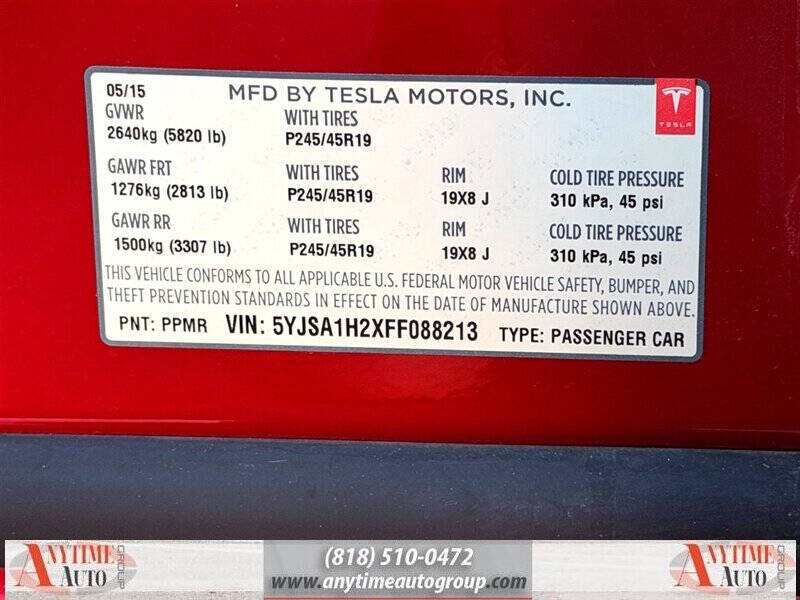 05/15 MFD BY TESLA MOTORS, INC.
TESLA
GVWR WITH TIRES
2640kg (5820 lb) P245/45R19
GAWR FRT WITH TIRES RIM COLD TIRE PRESSURE
1276kg (2813 lb) P245/45R19 19X8 J 310 kPa, 45 psi
GAWR RR WITH TIRES RIM COLD TIRE PRESSURE
1500kg (3307 lb) P245/45R19 19X8 J 310 kPa, 45 psi
THIS VEHICLE CONFORMS TO ALL APPLICABLE U.S. FEDERAL MOTOR VEHICLE SAFETY, BUMPER, AND
THEFT PREVENTION STANDARDS IN EFFECT ON THE DATE OF MANUFACTURE SHOWN ABOVE.
PNT: PPMR VIN: 5YJSA1H2XFF088213 TYPE: PASSENGER CAR
ANYTIME AUTO GROUP
(818) 510-0472
www.anytimeautogroup.com
ANYTIME AUTO GROUP